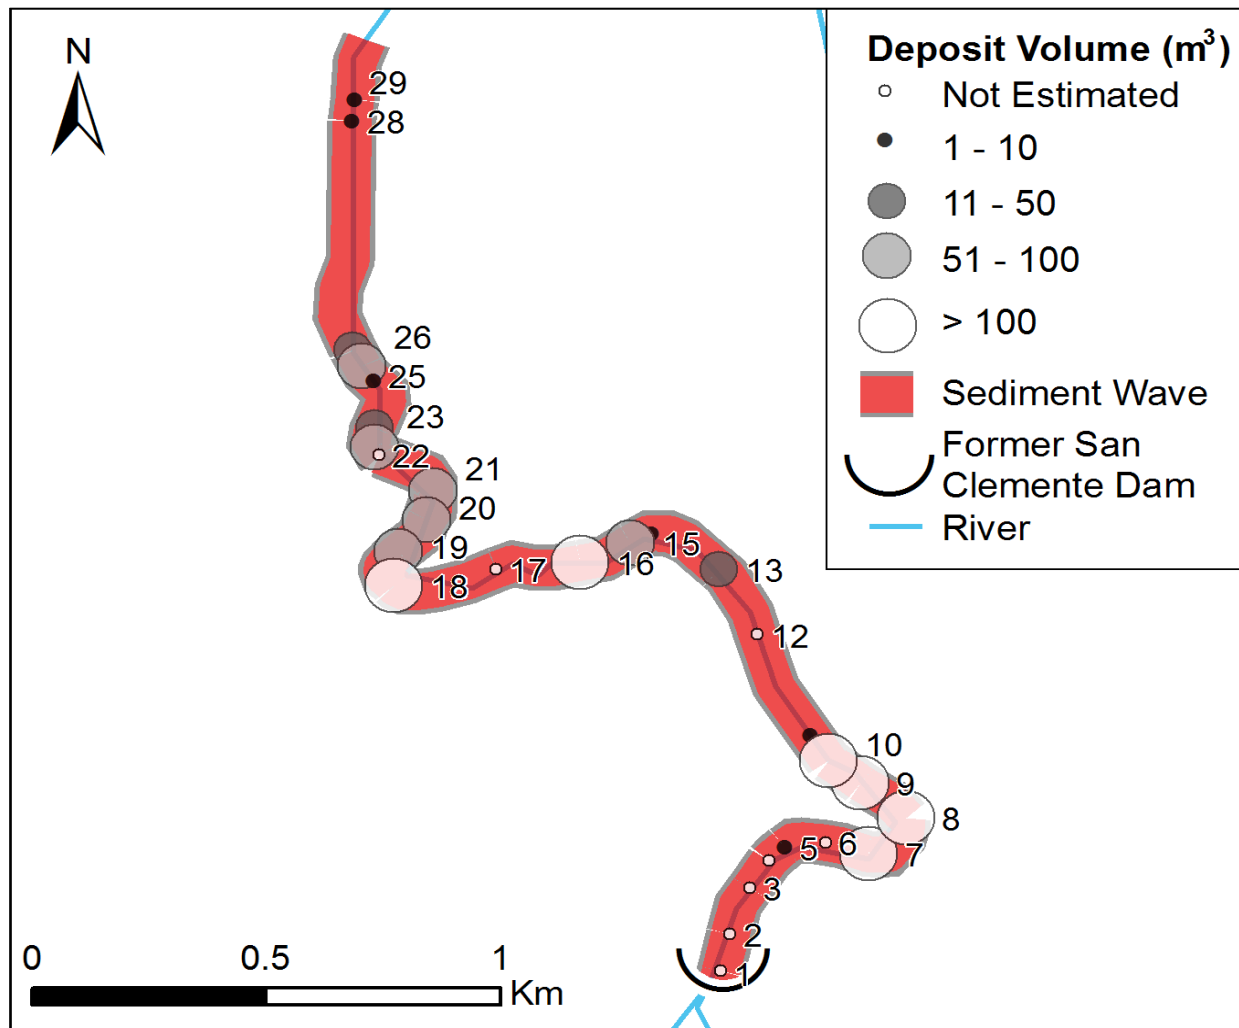 N
Deposit Volume (m³)
Not Estimated
1 - 10
11 - 50
51 - 100
> 100
Sediment Wave
Former San
Clemente Dam
River
29
28
26
25
23
22
21
20
19
18
17
16
15
13
12
10
9
8
7
6
5
3
2
1
0 0.5 1
Km